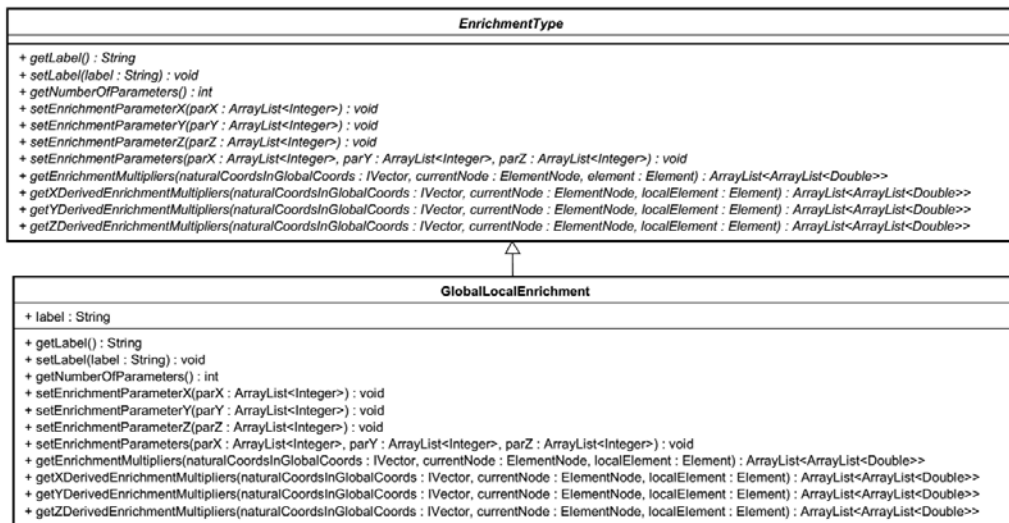 EnrichmentType
+ getLabel() : String
+ setLabel(label : String) : void
+ getNumberOfParameters() : int
+ setEnrichmentParameterX(parX : ArrayList<Integer>) : void
+ setEnrichmentParameterY(parY : ArrayList<Integer>) : void
+ setEnrichmentParameterZ(parZ : ArrayList<Integer>) : void
+ setEnrichmentParameters(parX : ArrayList<Integer>, parY : ArrayList<Integer>, parZ : ArrayList<Integer>) : void
+ getEnrichmentMultipliers(naturalCoordsInGlobalCoords : IVector, currentNode : ElementNode, element : Element) : ArrayList<ArrayList<Double>>
+ getXDerivedEnrichmentMultipliers(naturalCoordsInGlobalCoords : IVector, currentNode : ElementNode, localElement : Element) : ArrayList<ArrayList<Double>>
+ getYDerivedEnrichmentMultipliers(naturalCoordsInGlobalCoords : IVector, currentNode : ElementNode, localElement : Element) : ArrayList<ArrayList<Double>>
+ getZDerivedEnrichmentMultipliers(naturalCoordsInGlobalCoords : IVector, currentNode : ElementNode, localElement : Element) : ArrayList<ArrayList<Double>>
GlobalLocalEnrichment
+ label : String
+ getLabel() : String
+ setLabel(label : String) : void
+ getNumberOfParameters() : int
+ setEnrichmentParameterX(parX : ArrayList<Integer>) : void
+ setEnrichmentParameterY(parY : ArrayList<Integer>) : void
+ setEnrichmentParameterZ(parZ : ArrayList<Integer>) : void
+ setEnrichmentParameters(parX : ArrayList<Integer>, parY : ArrayList<Integer>, parZ : ArrayList<Integer>) : void
+ getEnrichmentMultipliers(naturalCoordsInGlobalCoords : IVector, currentNode : ElementNode, localElement : Element) : ArrayList<ArrayList<Double>>
+ getXDerivedEnrichmentMultipliers(naturalCoordsInGlobalCoords : IVector, currentNode : ElementNode, localElement : Element) : ArrayList<ArrayList<Double>>
+ getYDerivedEnrichmentMultipliers(naturalCoordsInGlobalCoords : IVector, currentNode : ElementNode, localElement : Element) : ArrayList<ArrayList<Double>>
+ getZDerivedEnrichmentMultipliers(naturalCoordsInGlobalCoords : IVector, currentNode : ElementNode, localElement : Element) : ArrayList<ArrayList<Double>>